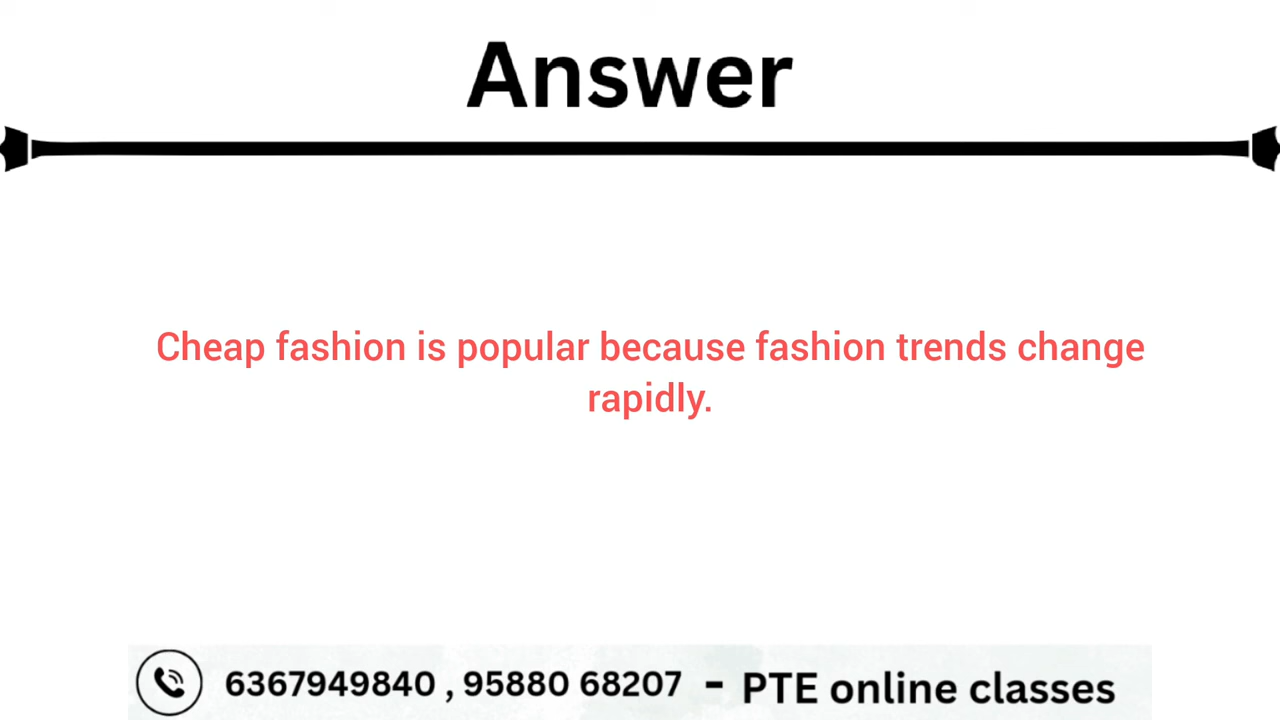 Answer
Cheap fashion is popular because fashion trends change
rapidly.
6367949840 , 95880 68207 - PTE online classes